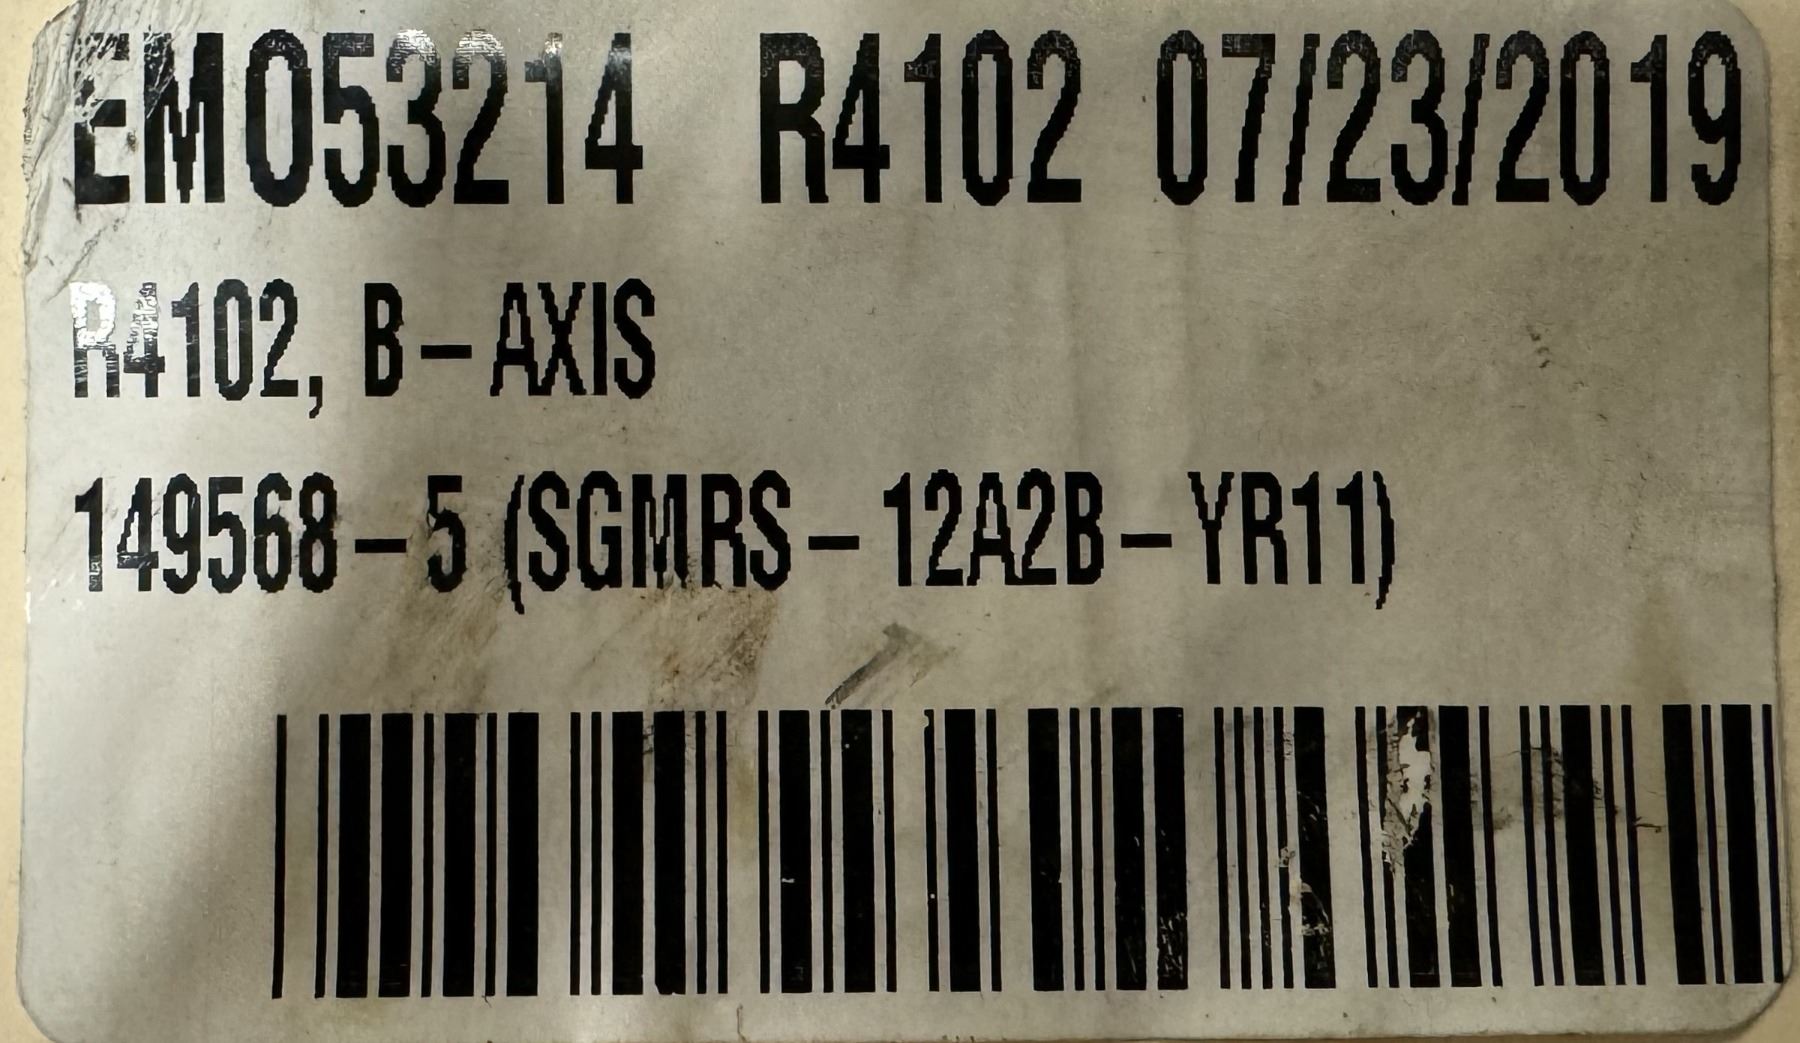 EM053214 R4102 07/23/2019
R4102, B-AXIS
149568-5 (SGMRS-12A2B-YR11)